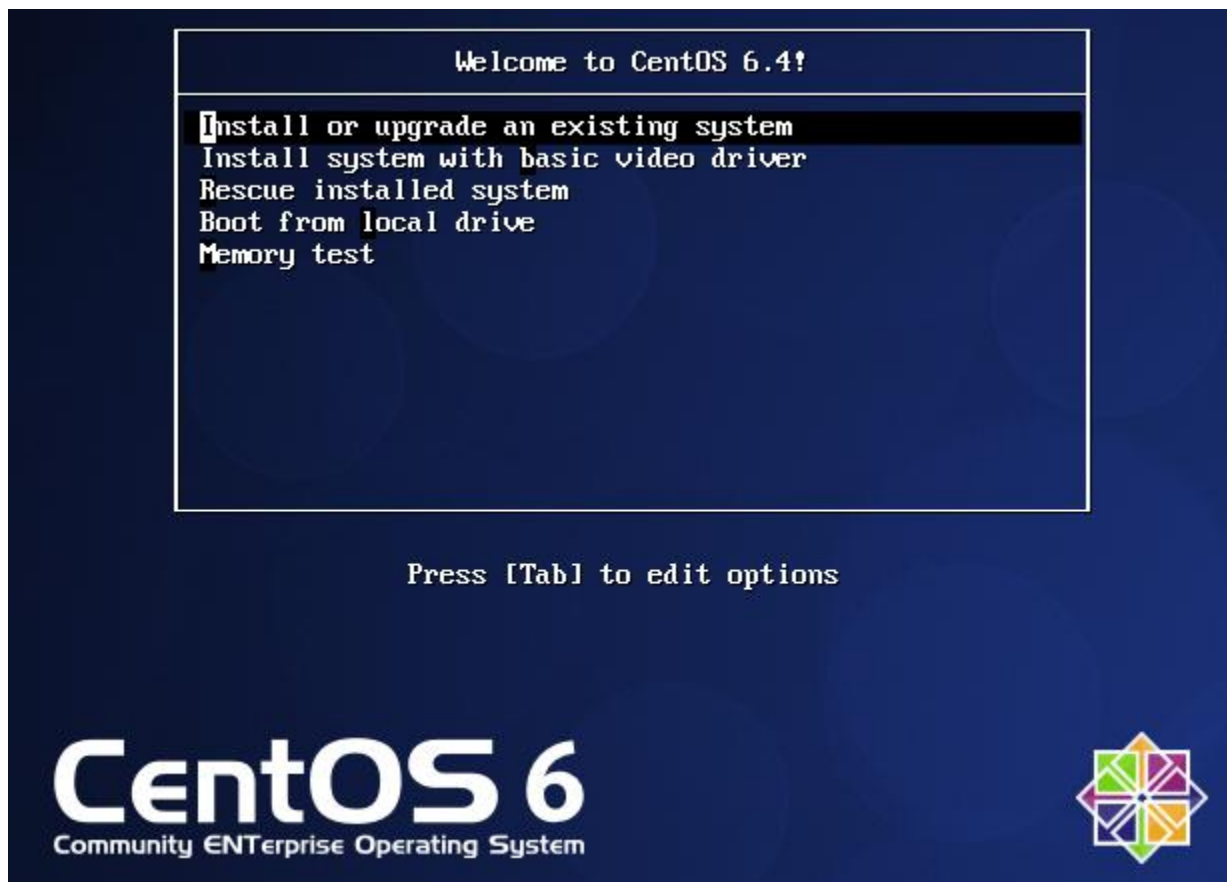 Welcome to CentOS 6.4!
Install or upgrade an existing system
Install system with basic video driver
Rescue installed system
Boot from local drive
Memory test
Press [Tab] to edit options
CentOS 6
Community ENTerprise Operating System